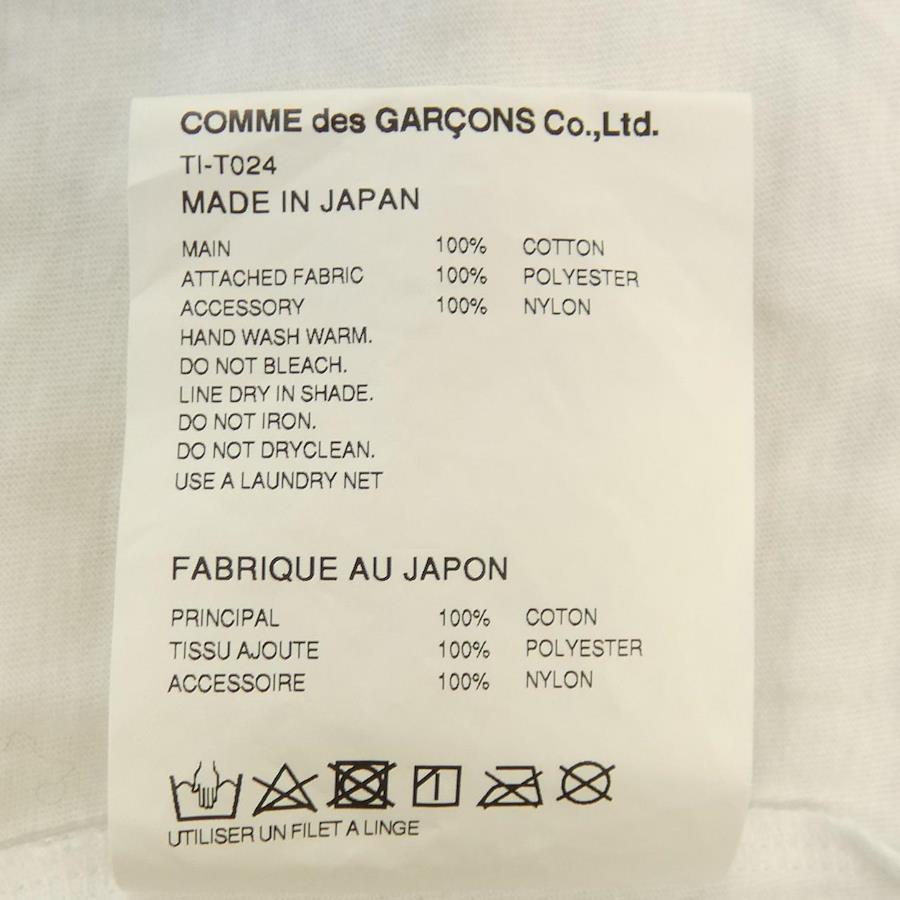 COMME des GARÇONS Co.,Ltd.
TI-T024
MADE IN JAPAN
MAIN 100% COTTON
ATTACHED FABRIC 100% POLYESTER
ACCESSORY 100% NYLON
HAND WASH WARM.
DO NOT BLEACH.
LINE DRY IN SHADE.
DO NOT IRON.
DO NOT DRYCLEAN.
USE A LAUNDRY NET
FABRIQUE AU JAPON
PRINCIPAL 100% COTON
TISSU AJOUTE 100% POLYESTER
ACCESSOIRE 100% NYLON
UTILISER UN FILET A LINGE